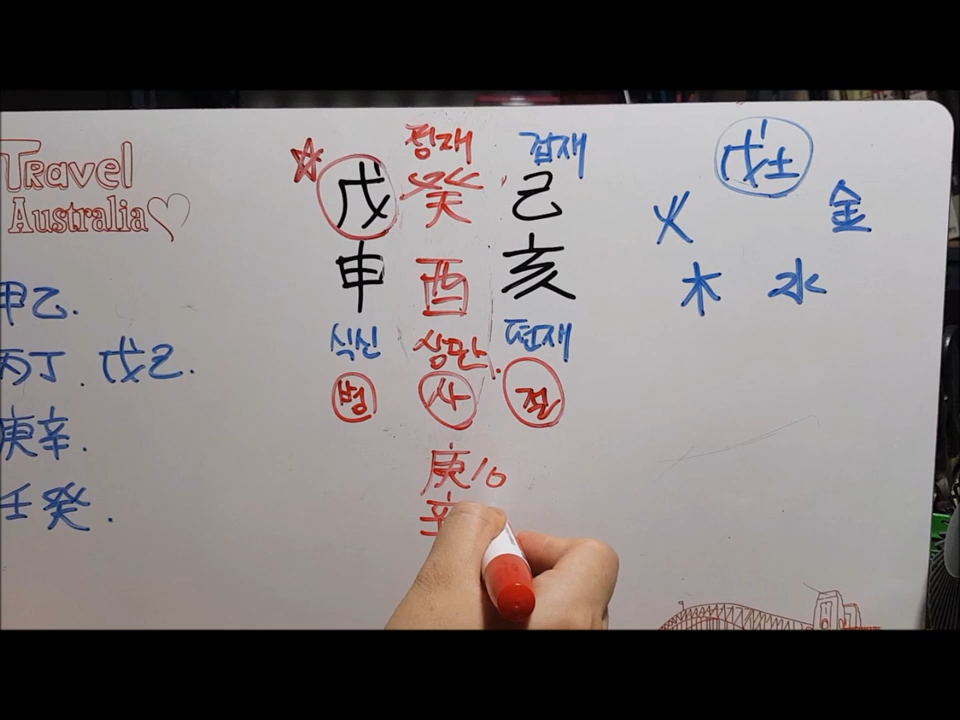 Travel
Australia
甲乙.
丙丁. 戊己.
庚辛.
壬癸.
정재 겁재
戊 癸 己
申 酉 亥
식신 상관. 편재
병 사 절
庚10
辛
戊土
火 金
木 水